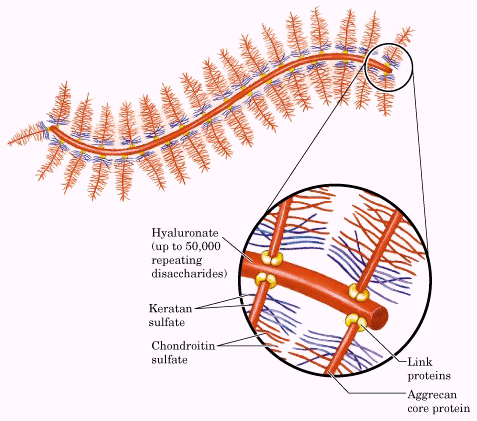 Hyaluronate
(up to 50,000
repeating
disaccharides)
Keratan
sulfate
Chondroitin
sulfate
Link
proteins
Aggrecan
core protein